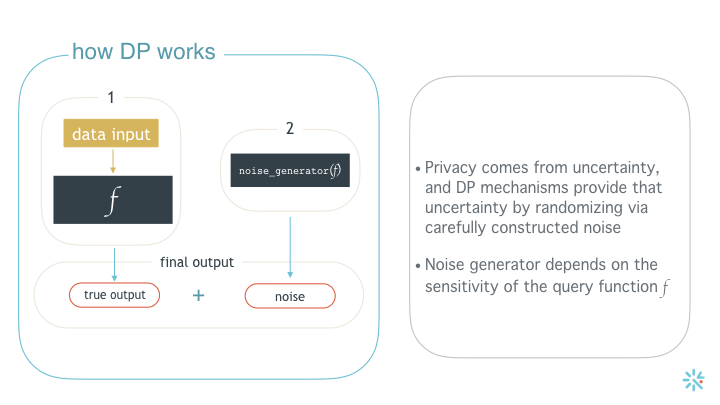 how DP works
1
data input
f
2
noise_generator(f)
final output
true output
+
noise
• Privacy comes from uncertainty,
and DP mechanisms provide that
uncertainty by randomizing via
carefully constructed noise
• Noise generator depends on the
sensitivity of the query function f